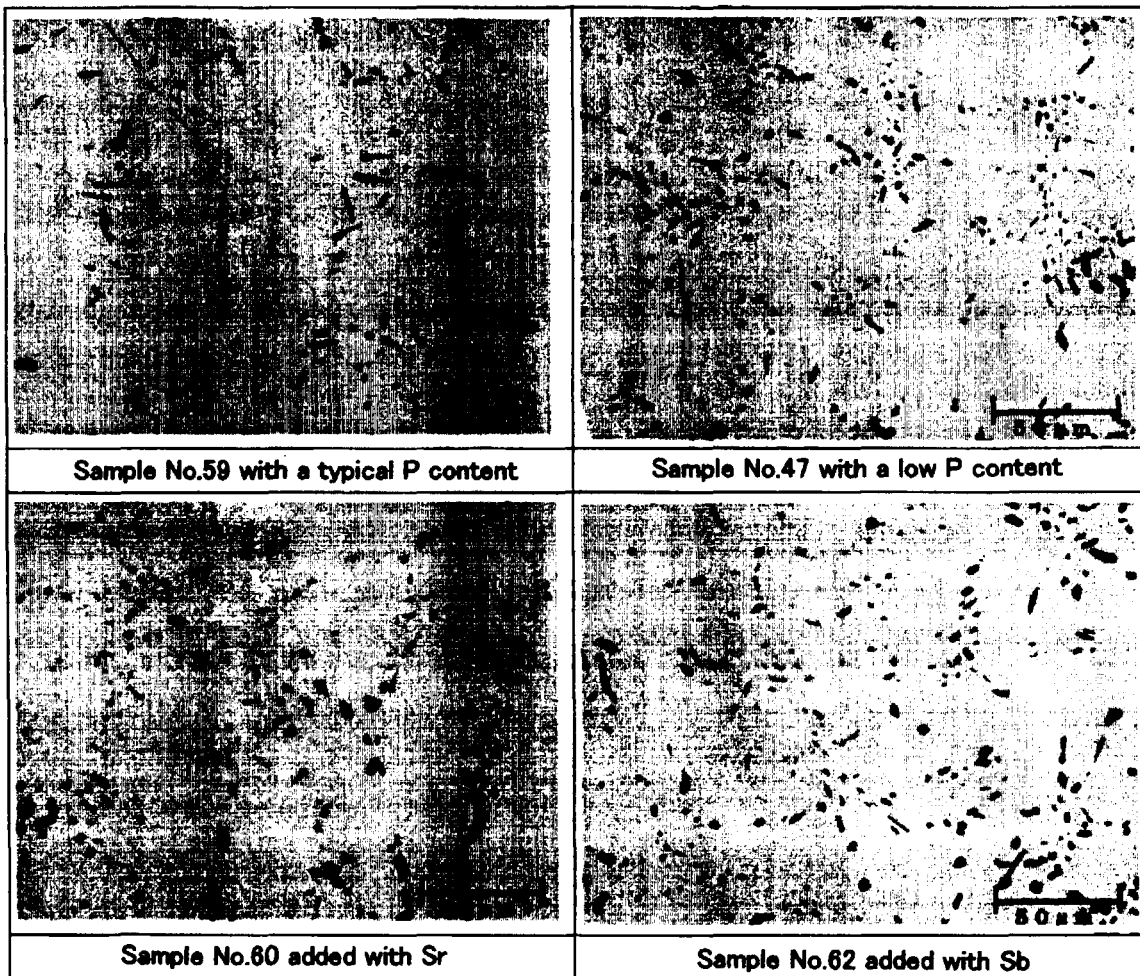 Sample No.59 with a typical P content
Sample No.47 with a low P content
Sample No.60 added with Sr
Sample No.62 added with Sb